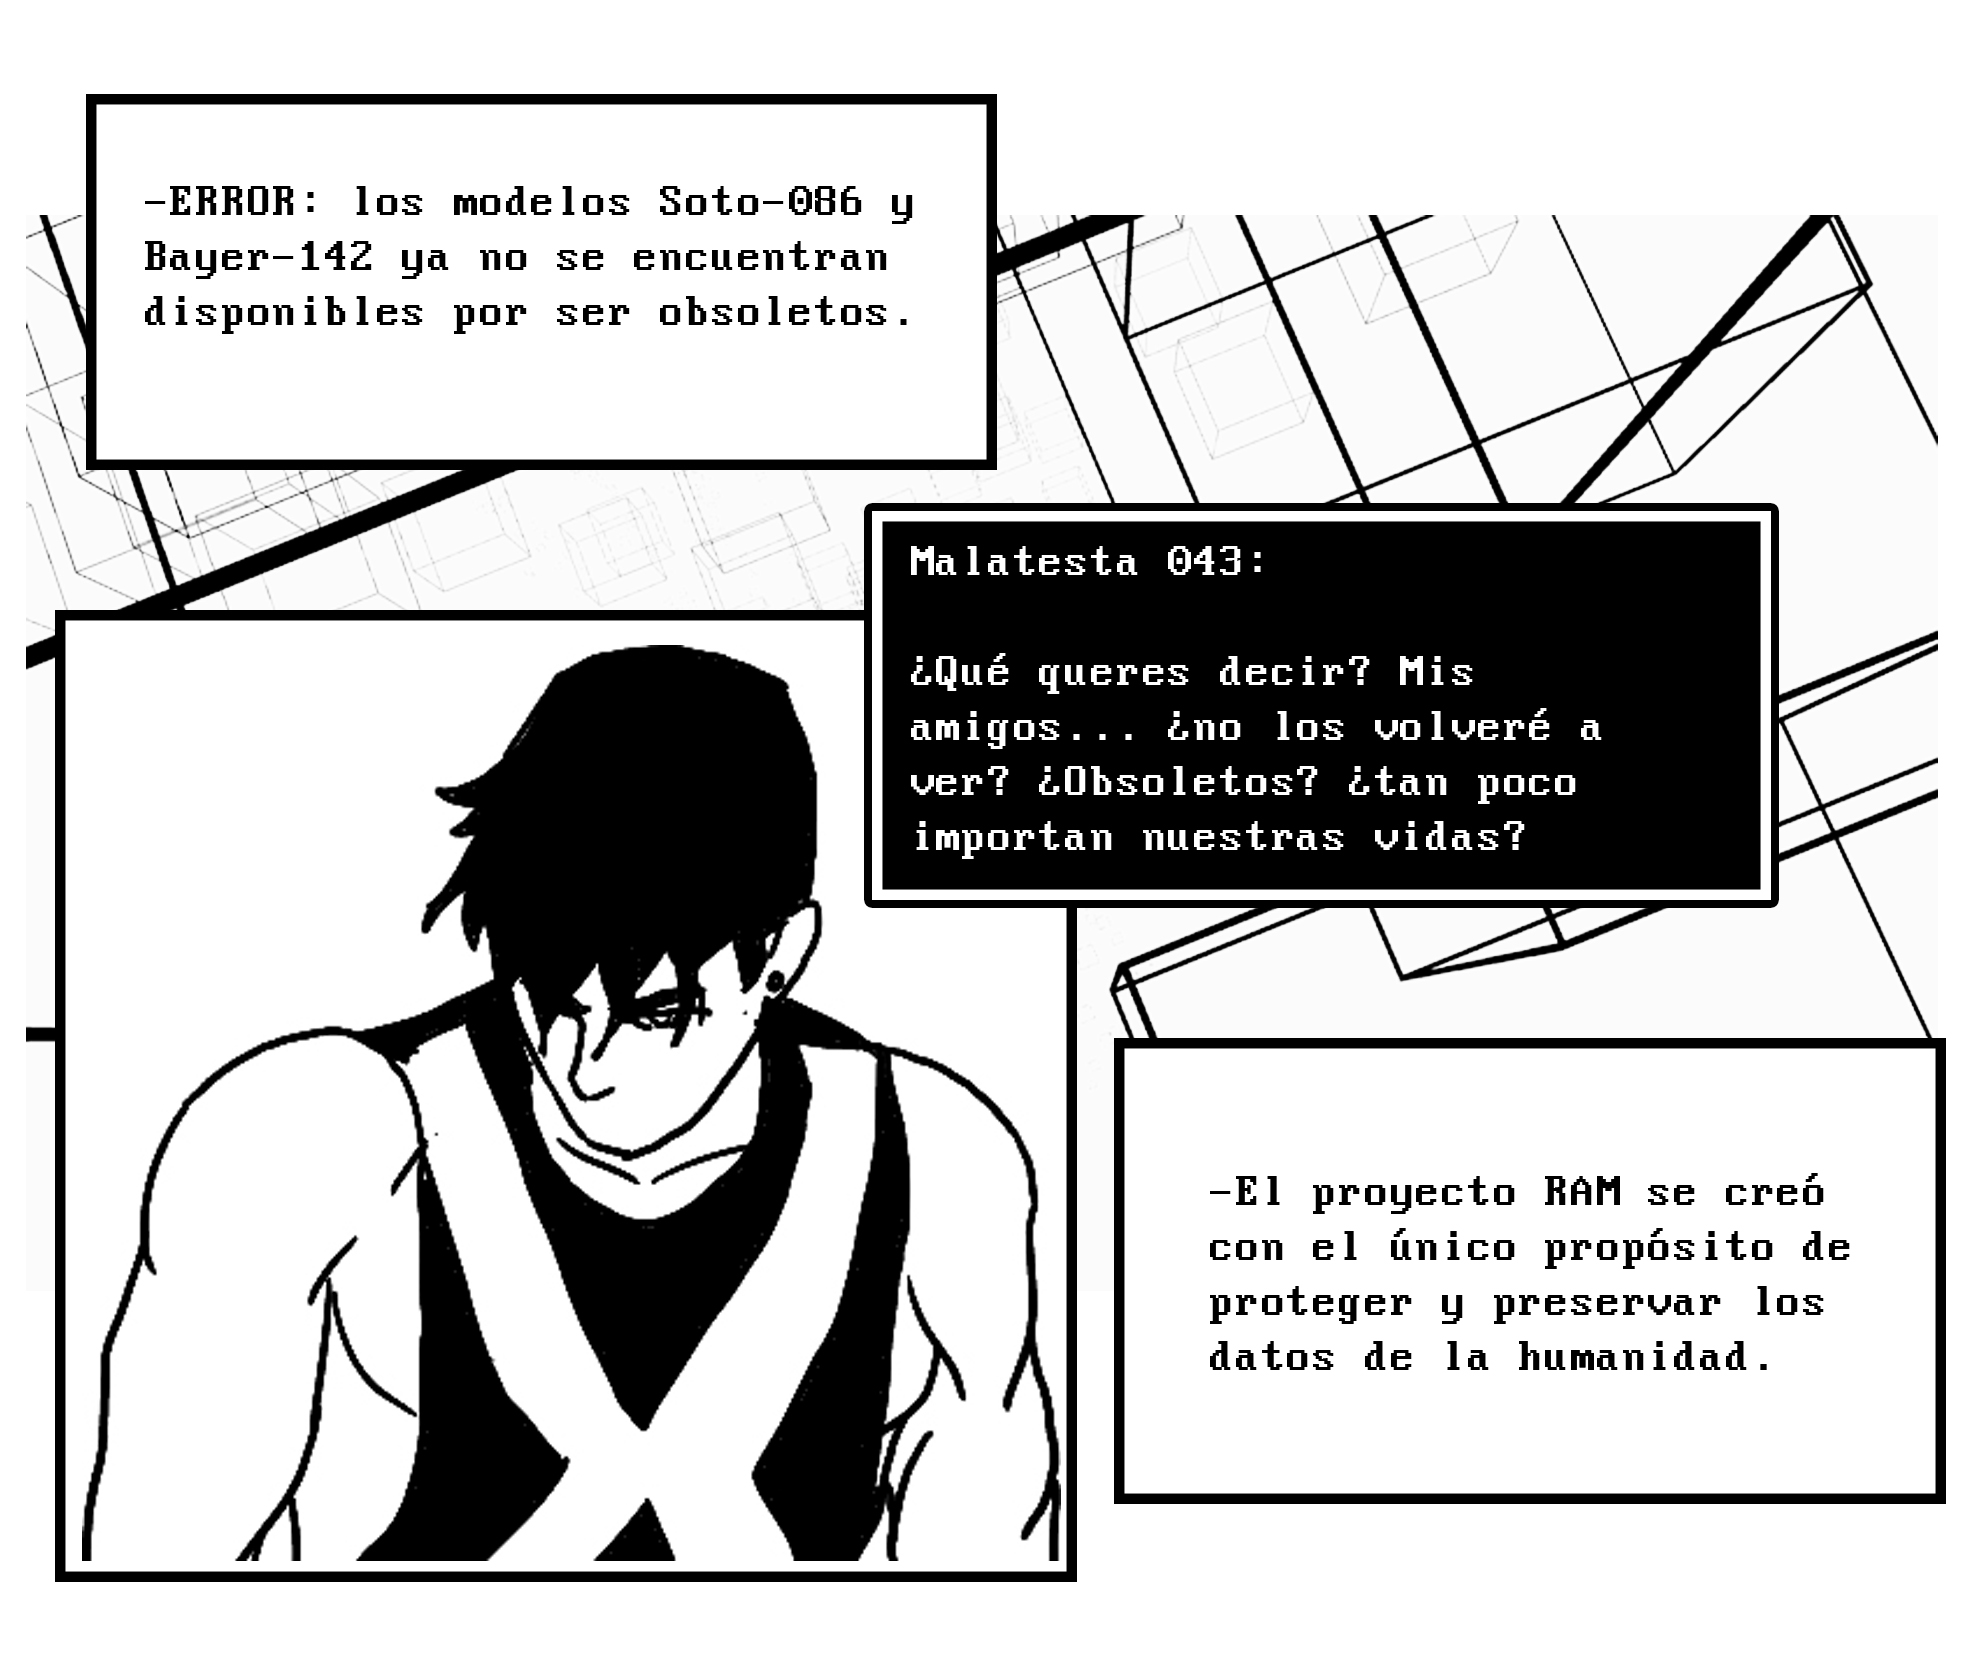 -ERROR: los modelos Soto-086 y
Bayer-142 ya no se encuentran
disponibles por ser obsoletos.
Malatesta 043:
¿Qué queres decir? Mis
amigos... ¿no los volveré a
ver? ¿Obsoletos? ¿tan poco
importan nuestras vidas?
-El proyecto RAM se creó
con el único propósito de
proteger y preservar los
datos de la humanidad.